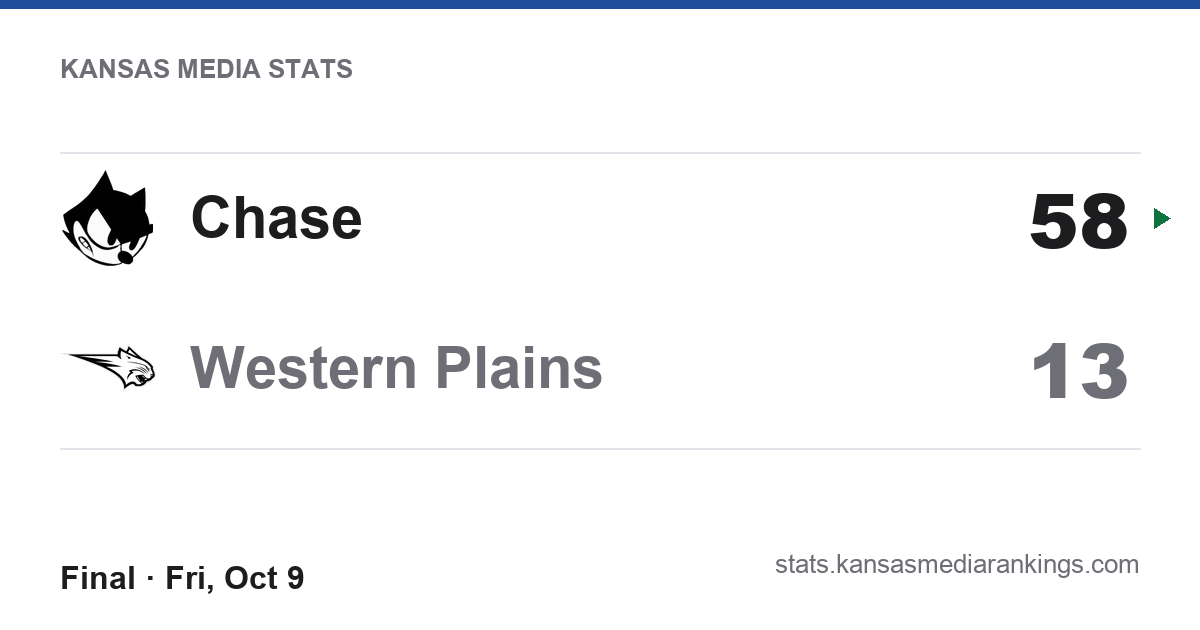 KANSAS MEDIA STATS
Chase 58
Western Plains 13
Final · Fri, Oct 9
stats.kansasmediarankings.com